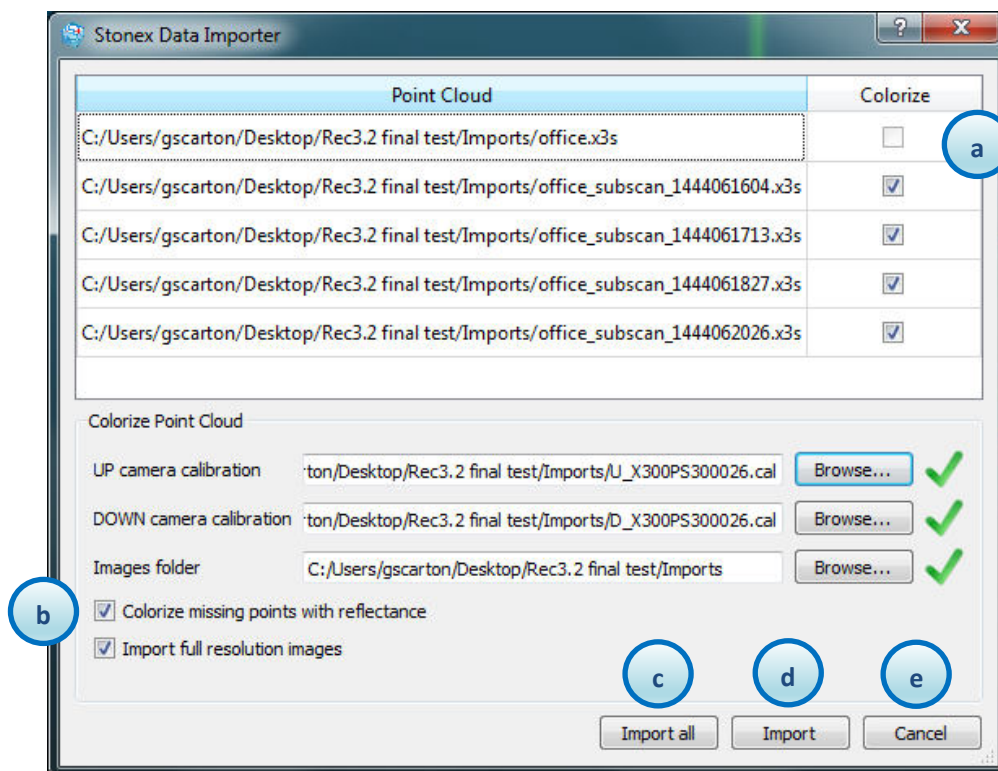 Stonex Data Importer
Point Cloud Colorize
C:/Users/gscarton/Desktop/Rec3.2 final test/Imports/office.x3s
a
C:/Users/gscarton/Desktop/Rec3.2 final test/Imports/office_subscan_1444061604.x3s
C:/Users/gscarton/Desktop/Rec3.2 final test/Imports/office_subscan_1444061713.x3s
C:/Users/gscarton/Desktop/Rec3.2 final test/Imports/office_subscan_1444061827.x3s
C:/Users/gscarton/Desktop/Rec3.2 final test/Imports/office_subscan_1444062026.x3s
Colorize Point Cloud
UP camera calibration rton/Desktop/Rec3.2 final test/Imports/U_X300PS300026.cal Browse...
DOWN camera calibration rton/Desktop/Rec3.2 final test/Imports/D_X300PS300026.cal Browse...
Images folder C:/Users/gscarton/Desktop/Rec3.2 final test/Imports Browse...
b Colorize missing points with reflectance
Import full resolution images
c d e
Import all Import Cancel